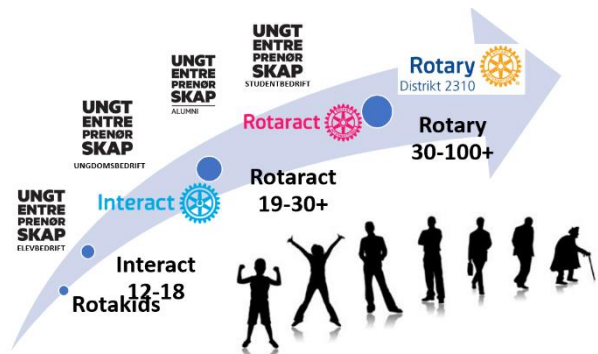 UNGT
ENTRE
PRENØR
SKAP
STUDENTBEDRIFT
UNGT
ENTRE
PRENØR
SKAP
ALUMNI
Rotary
Distrikt 2310
UNGT
ENTRE
PRENØR
SKAP
UNGDOMSBEDRIFT
Rotaract
Rotary
30-100+
UNGT
ENTRE
PRENØR
SKAP
ELEVBEDRIFT
Interact
Rotaract
19-30+
Interact
12-18
Rotakids